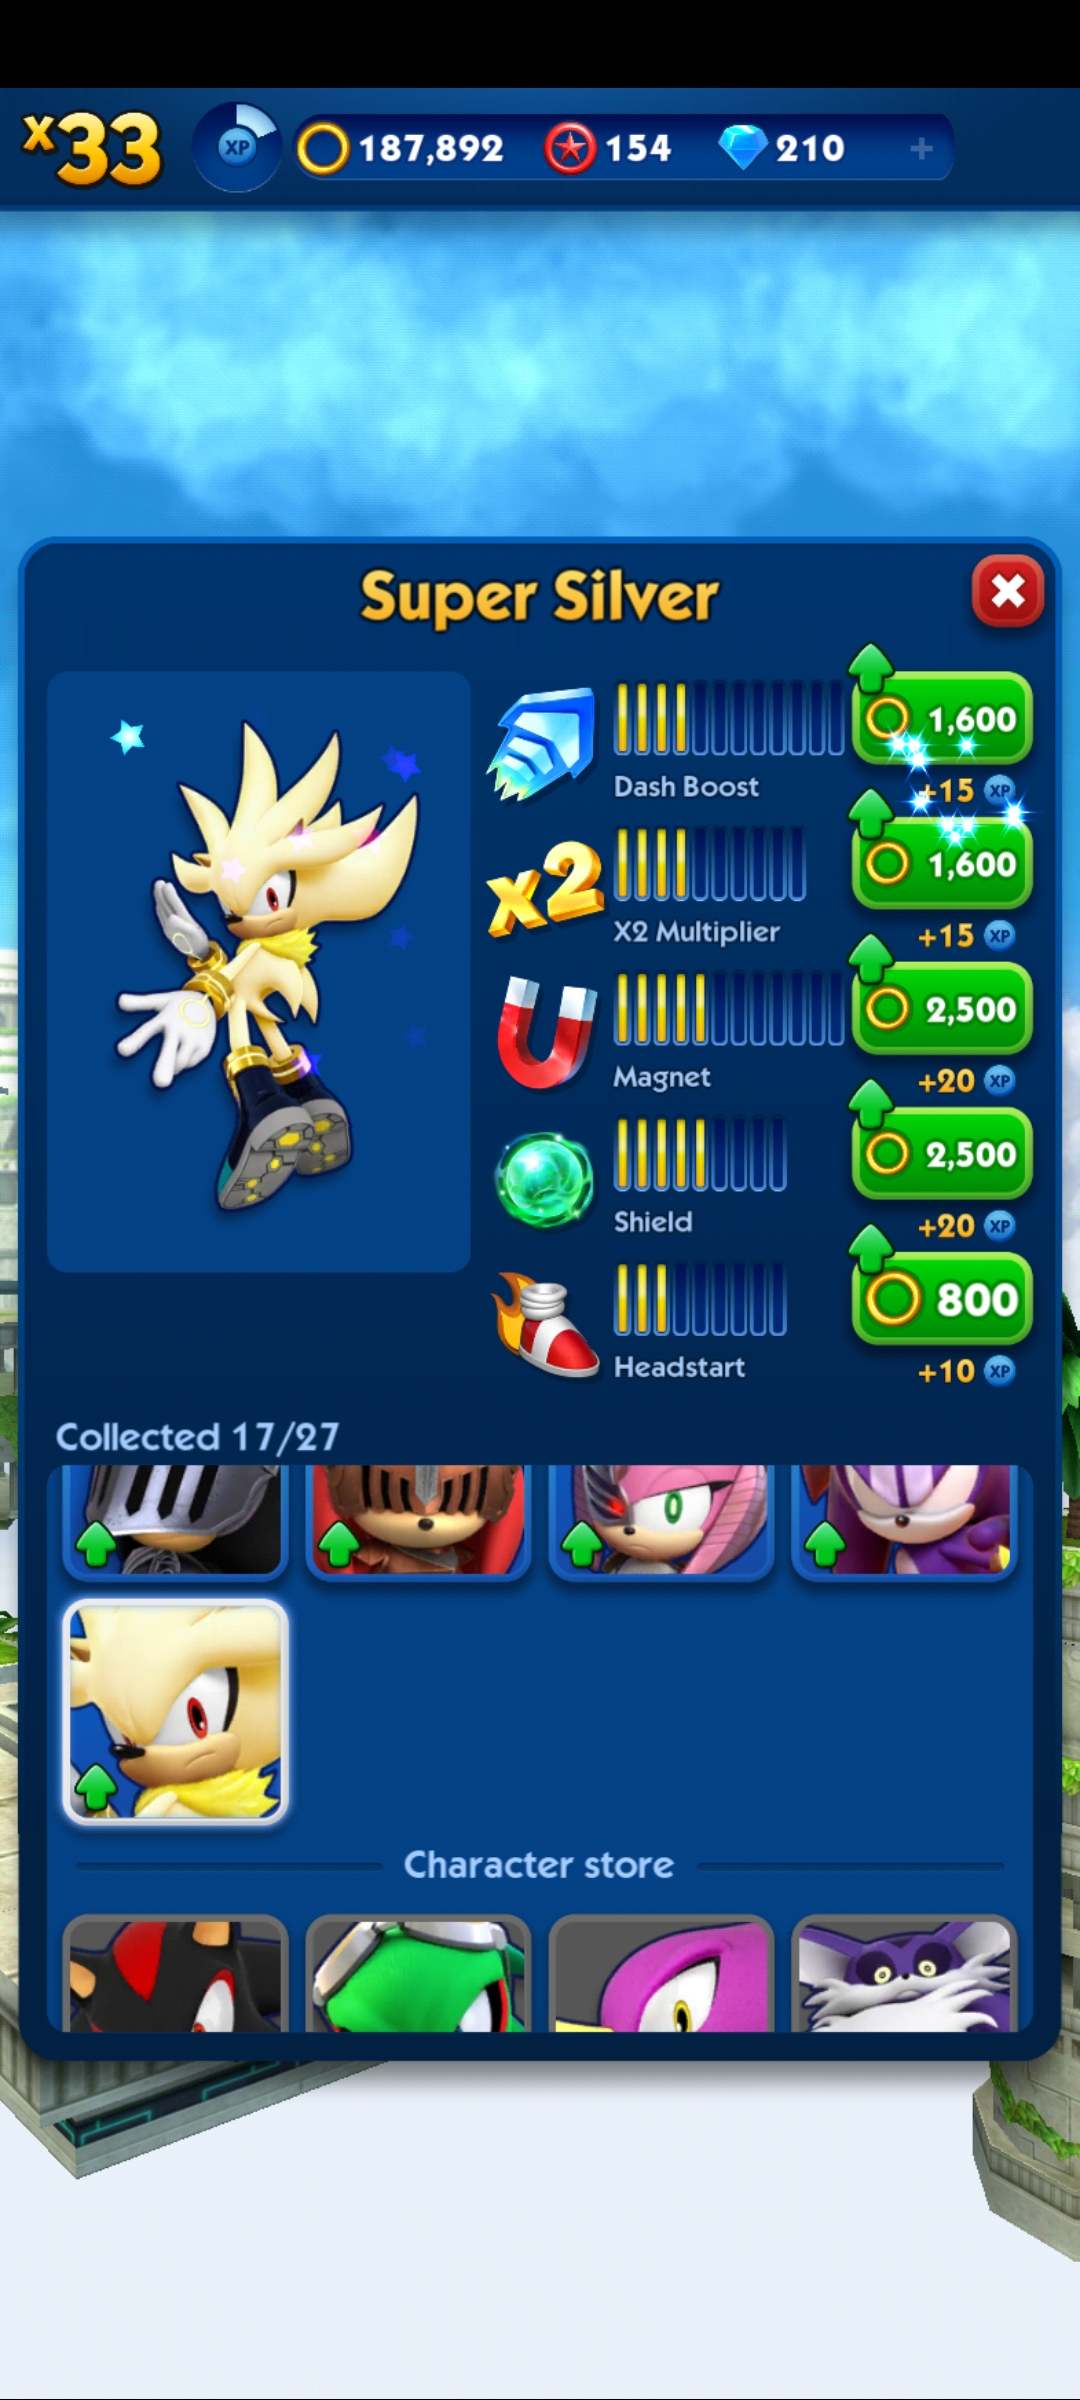 x33
XP
187,892
154
210
+
Super Silver
1,600
Dash Boost
+15 XP
x2
1,600
X2 Multiplier
+15 XP
2,500
Magnet
+20 XP
2,500
Shield
+20 XP
800
Headstart
+10 XP
Collected 17/27
Character store